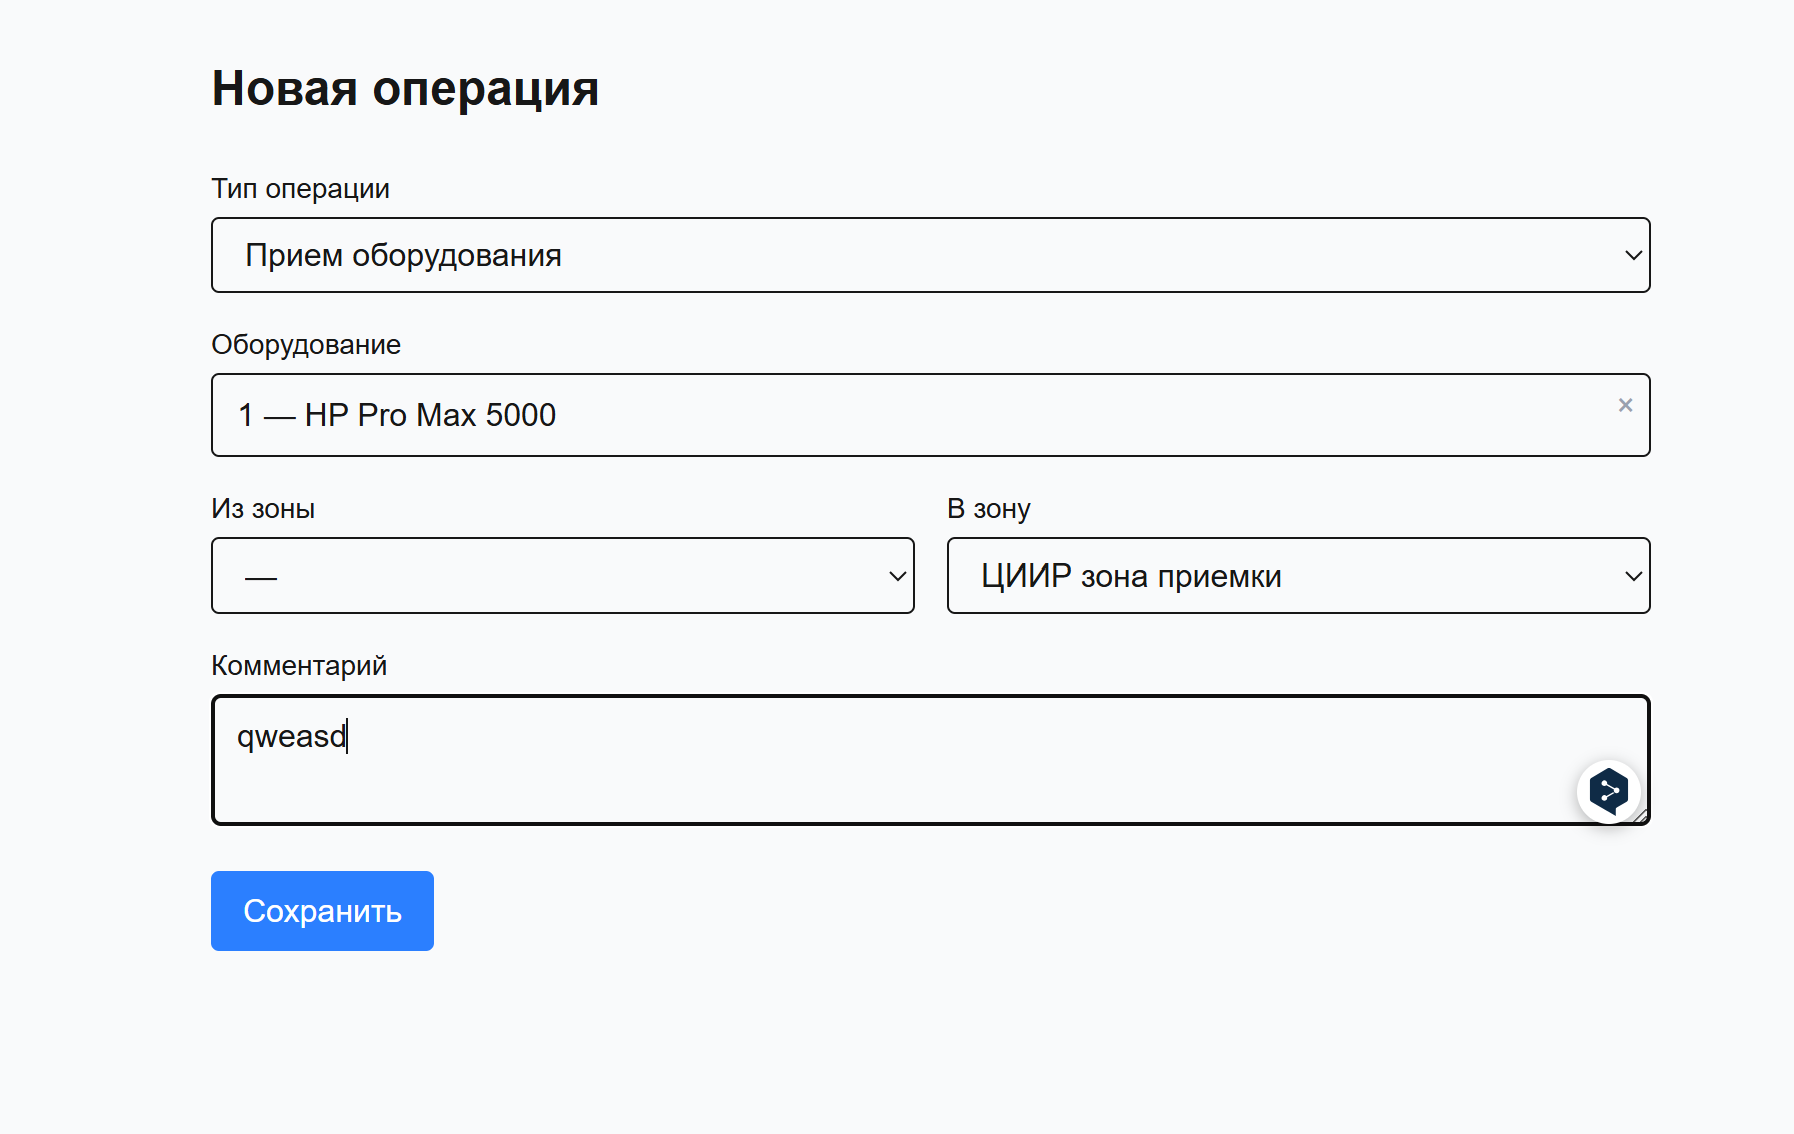 Новая операция
Тип операции
Прием оборудования
Оборудование
1 — HP Pro Max 5000
×
Из зоны
В зону
—
ЦИИР зона приемки
Комментарий
qweasd
Сохранить